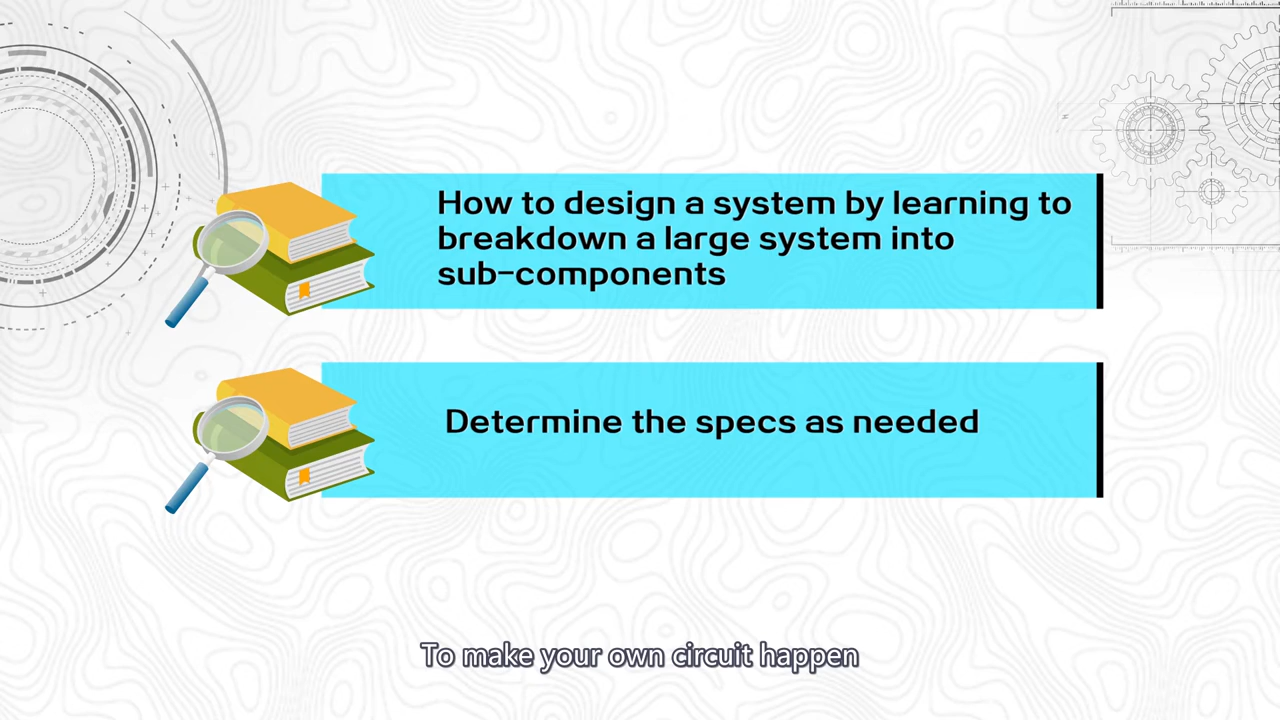 How to design a system by learning to
breakdown a large system into
sub-components
Determine the specs as needed
To make your own circuit happen